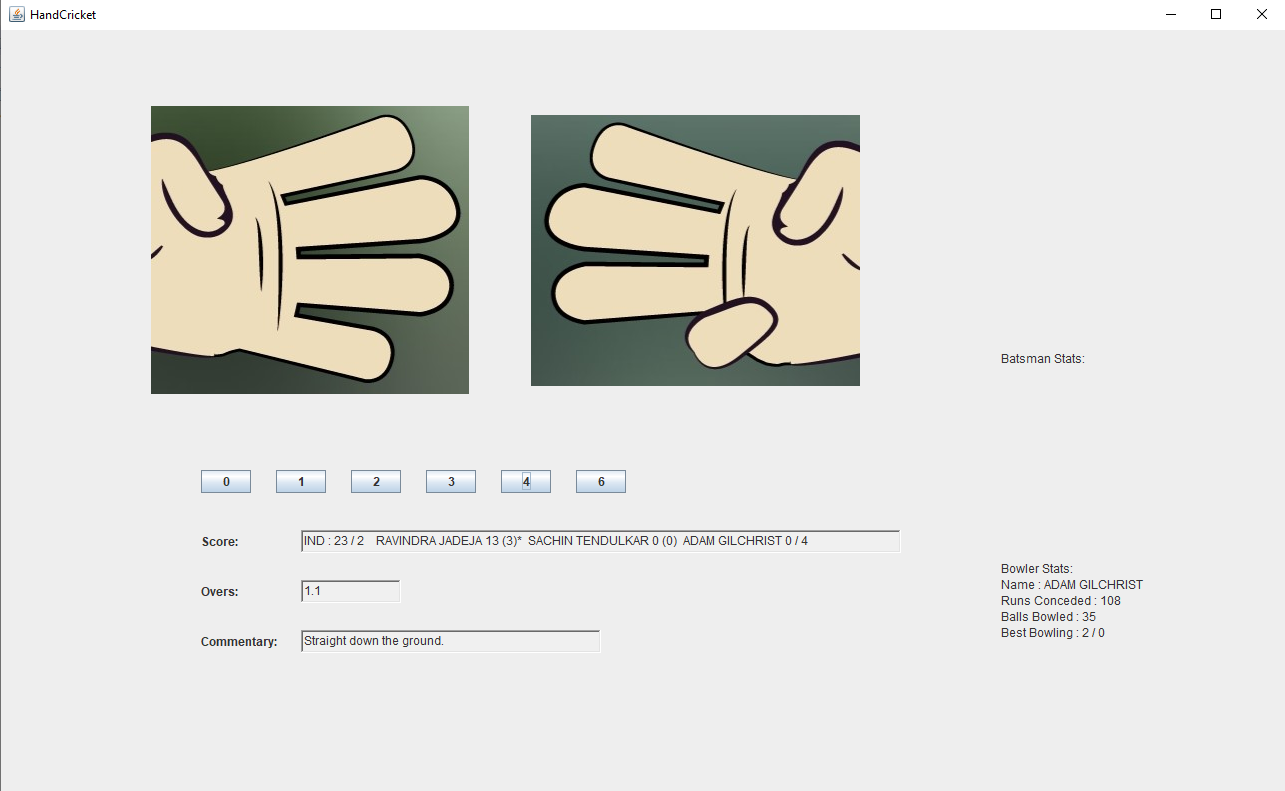 HandCricket
Batsman Stats:
0 1 2 3 4 6
Score: IND : 23 / 2 RAVINDRA JADEJA 13 (3)* SACHIN TENDULKAR 0 (0) ADAM GILCHRIST 0 / 4
Overs: 1.1
Commentary: Straight down the ground.
Bowler Stats:
Name : ADAM GILCHRIST
Runs Conceded : 108
Balls Bowled : 35
Best Bowling : 2 / 0